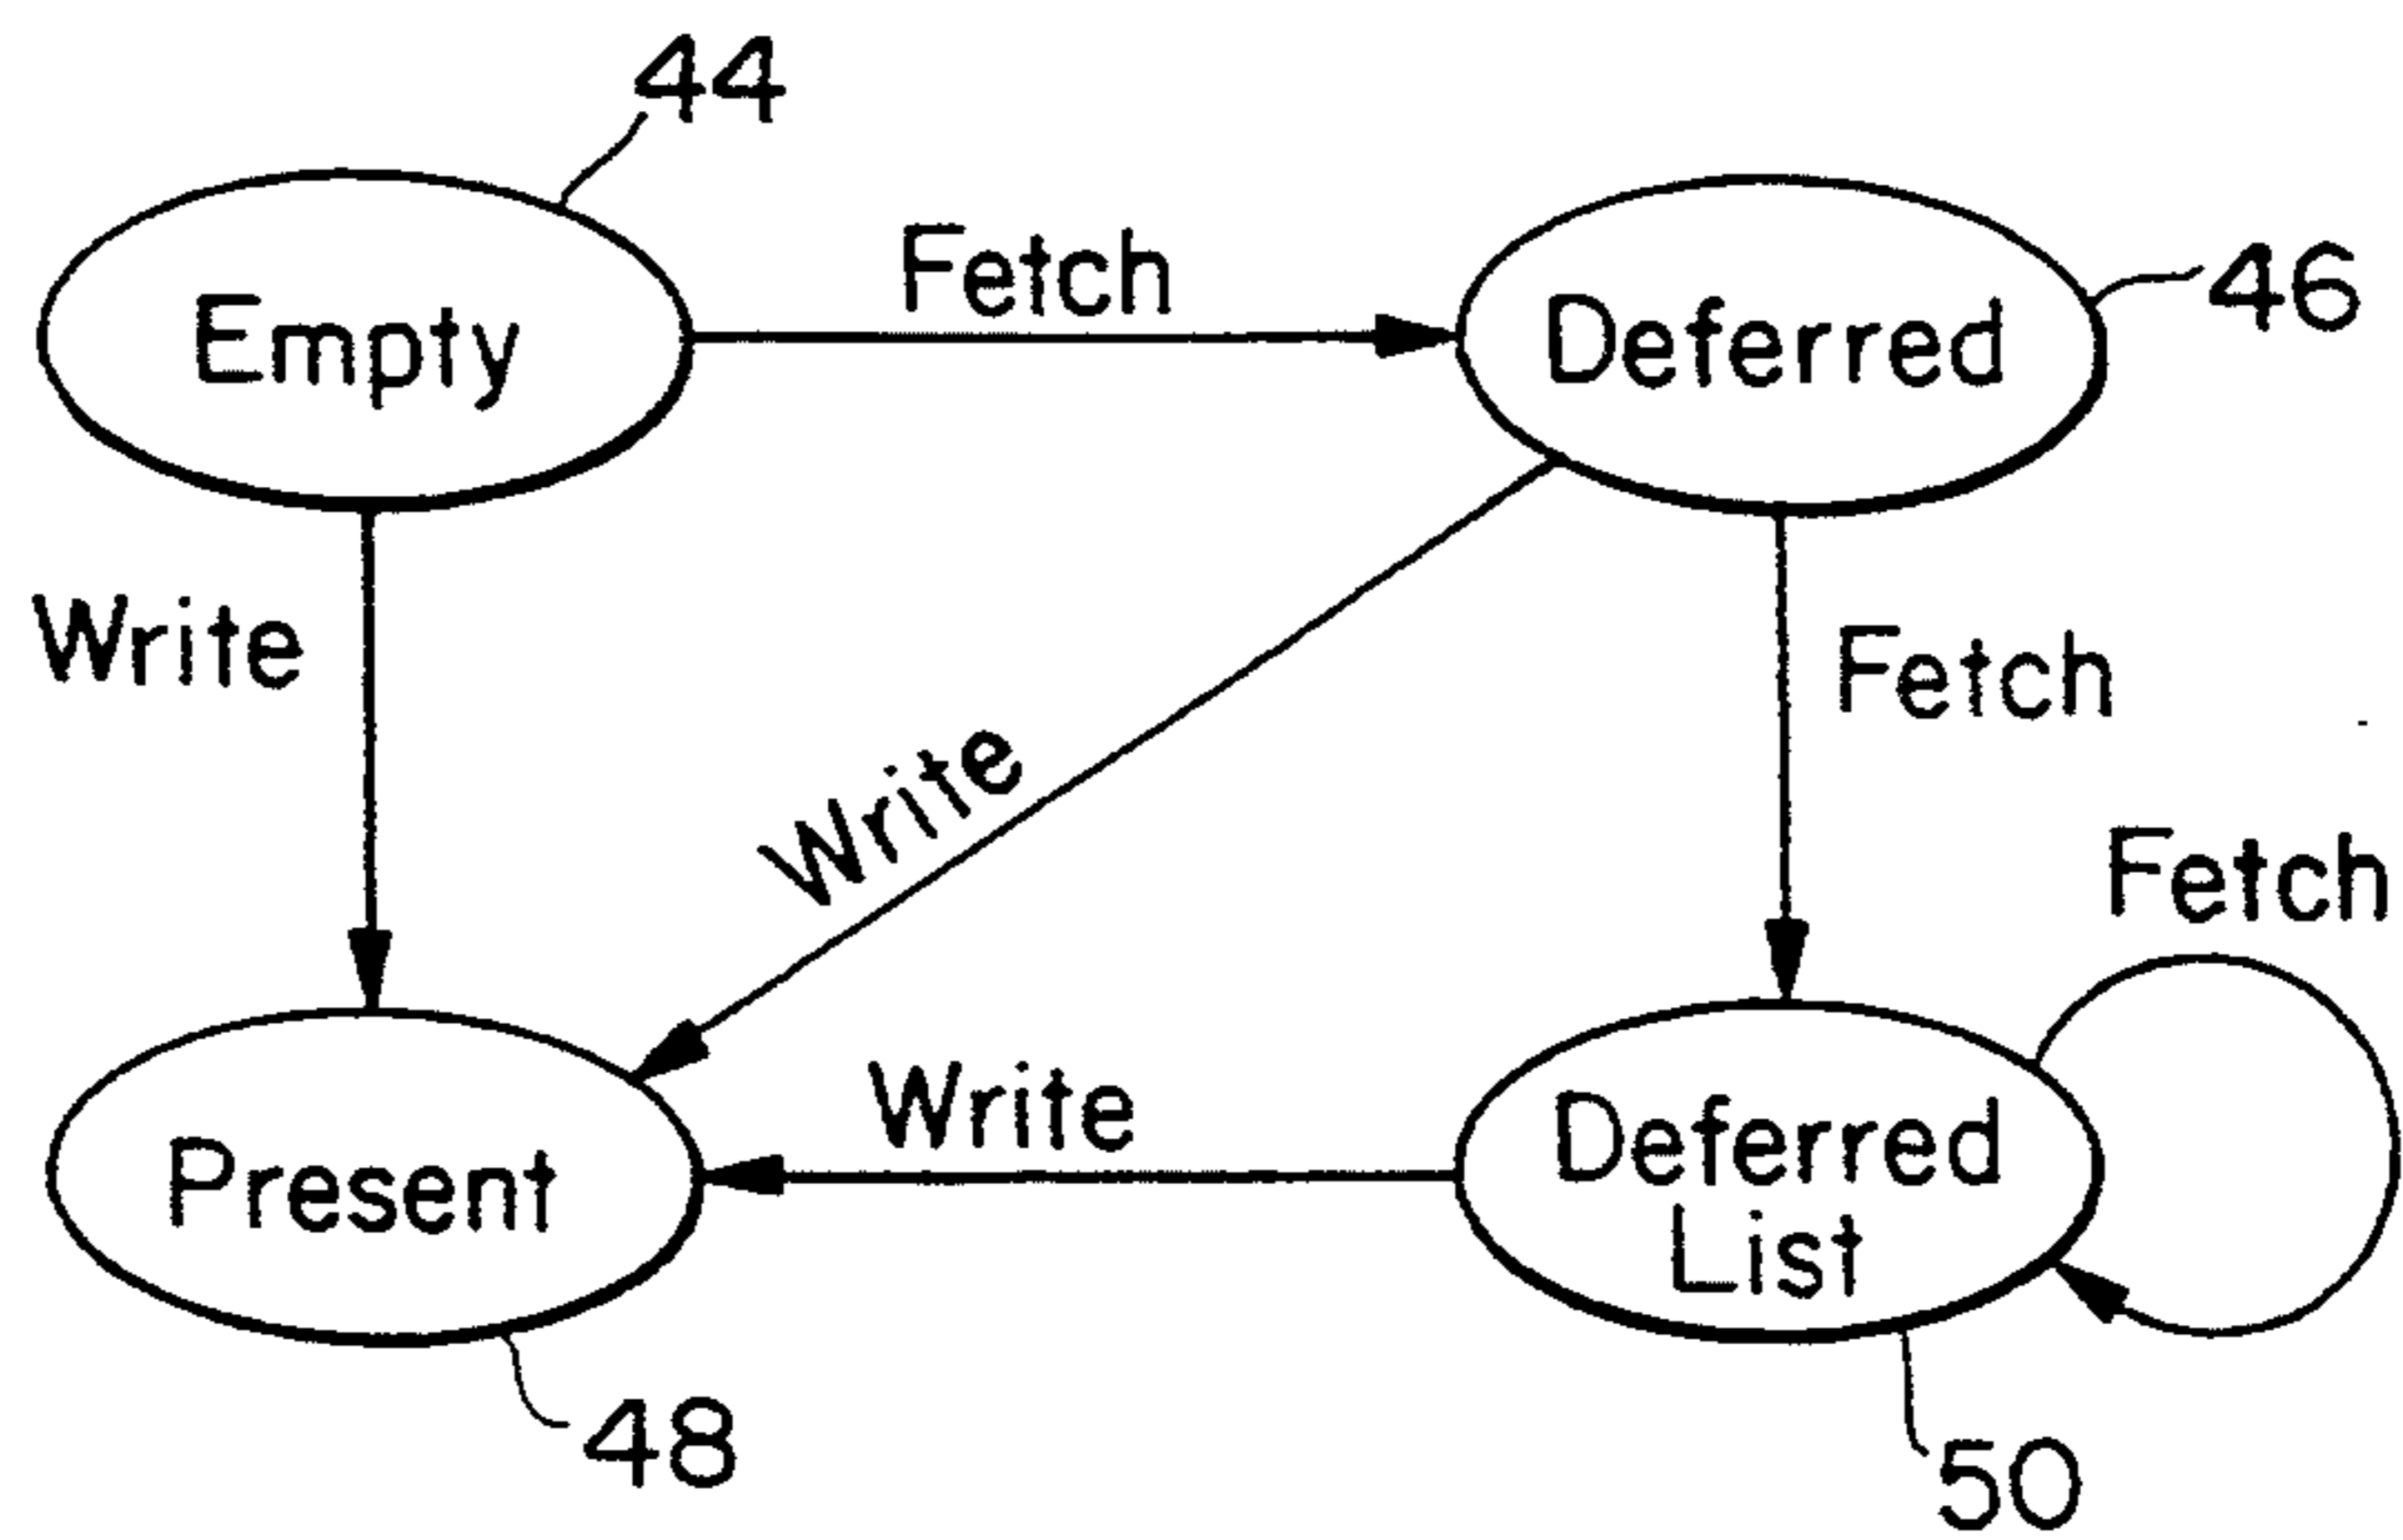 44
Fetch
46
Empty
Deferred
Write
Fetch
Write
Fetch
Write
Deferred
List
Present
48
50